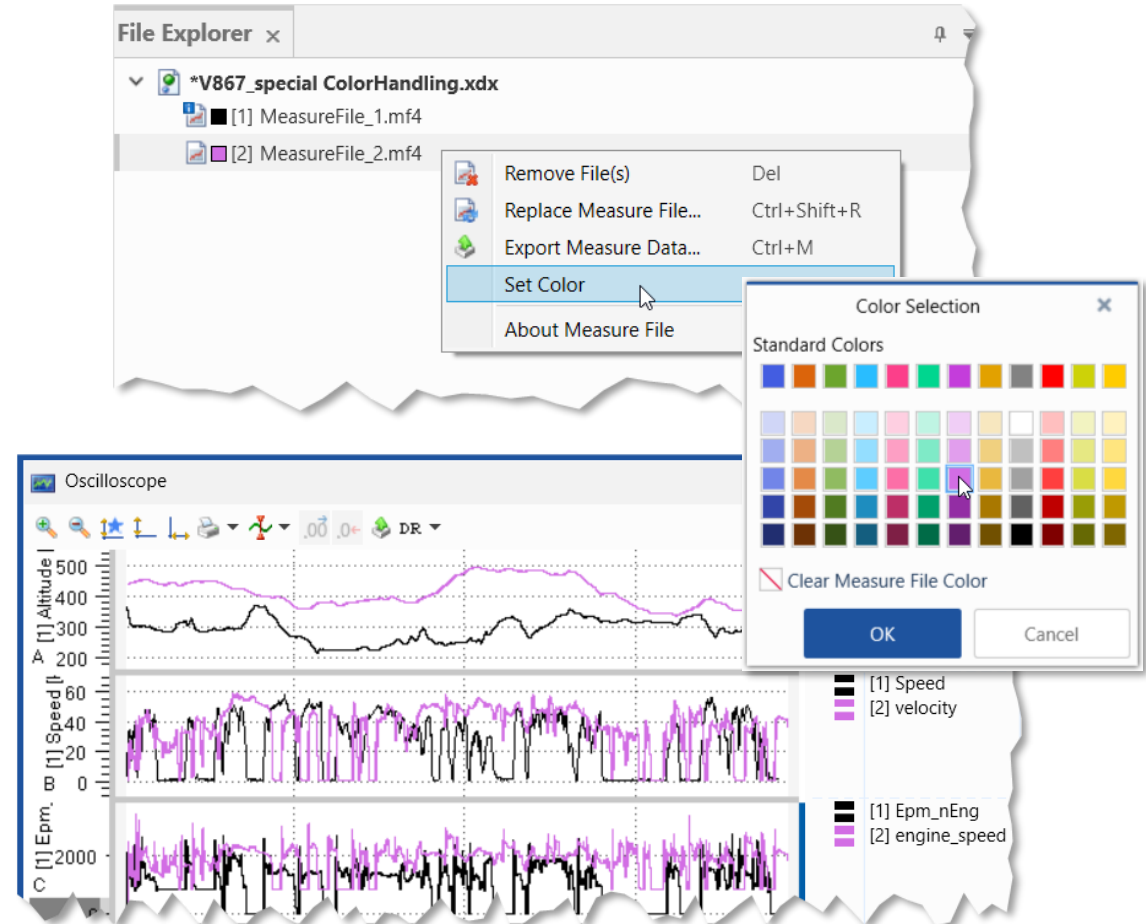 File Explorer ×
*V867_special ColorHandling.xdx
[1] MeasureFile_1.mf4
[2] MeasureFile_2.mf4
Remove File(s) Del
Replace Measure File... Ctrl+Shift+R
Export Measure Data... Ctrl+M
Set Color
About Measure File
Color Selection
Standard Colors
Clear Measure File Color
OK Cancel
Oscilloscope
.00 .0 DR
[1] Altitude
500
400
300
A 200
[1] Speed
60
40
20
B 0
[1] Speed
[2] velocity
[1] Epm.
2000
C
[1] Epm_nEng
[2] engine_speed